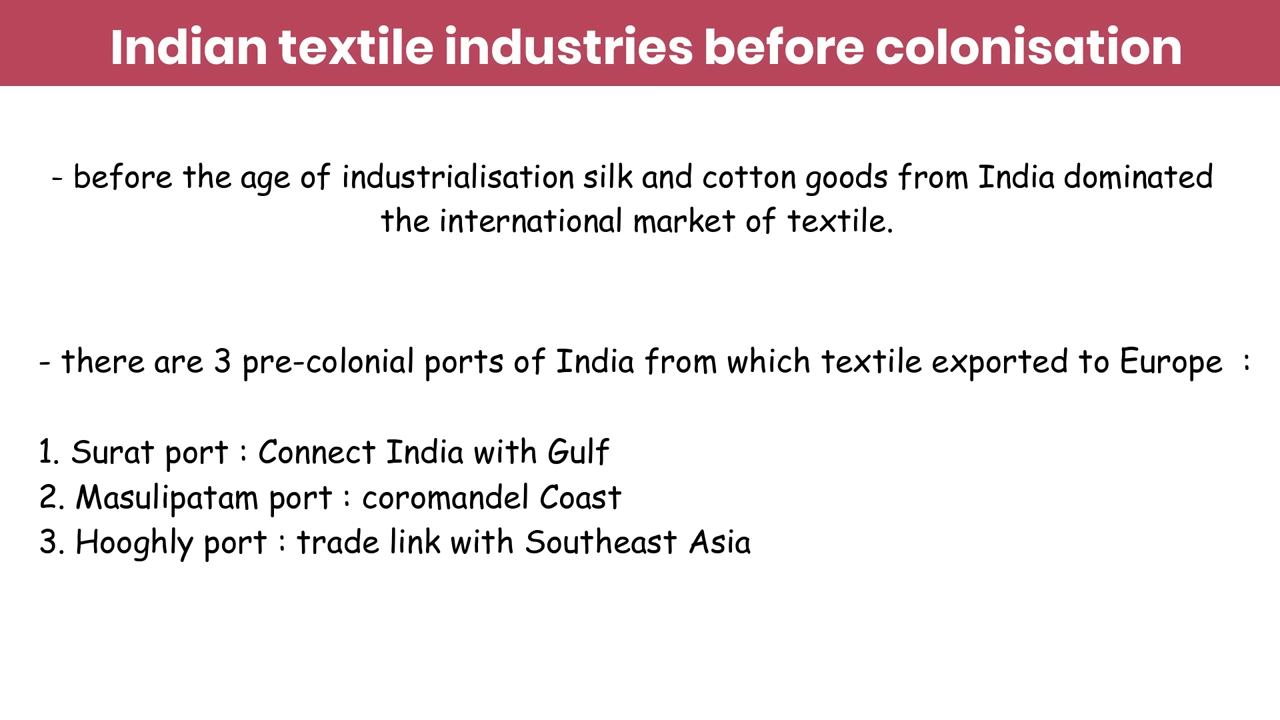 Indian textile industries before colonisation
- before the age of industrialisation silk and cotton goods from India dominated
the international market of textile.
- there are 3 pre-colonial ports of India from which textile exported to Europe :
1. Surat port : Connect India with Gulf
2. Masulipatam port : coromandel Coast
3. Hooghly port : trade link with Southeast Asia